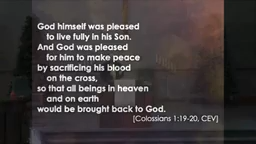 God himself was pleased
to live fully in his Son.
And God was pleased
for him to make peace
by sacrificing his blood
on the cross,
so that all beings in heaven
and on earth
would be brought back to God.
[Colossians 1:19-20, CEV]